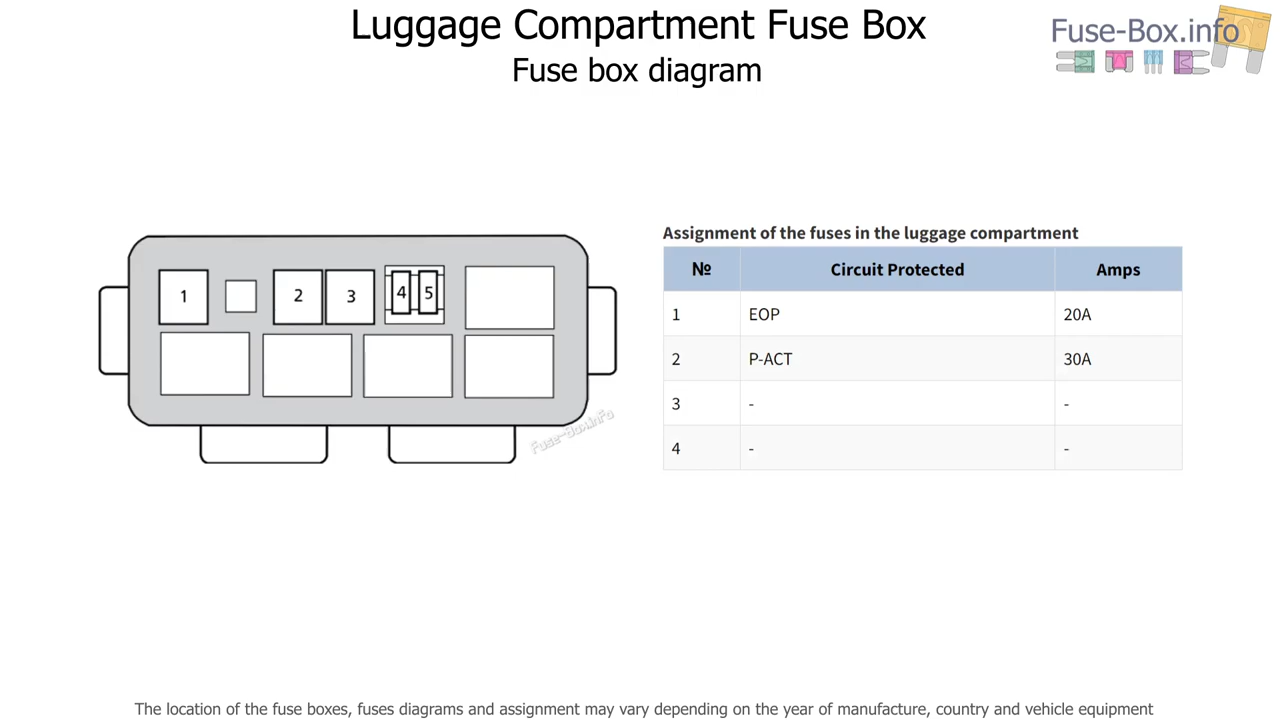 Luggage Compartment Fuse Box
Fuse box diagram
Fuse-Box.info
1 2 3 4 5
Fuse-Box.info
Assignment of the fuses in the luggage compartment
№ Circuit Protected Amps
1 EOP 20A
2 P-ACT 30A
3 - -
4 - -
The location of the fuse boxes, fuses diagrams and assignment may vary depending on the year of manufacture, country and vehicle equipment